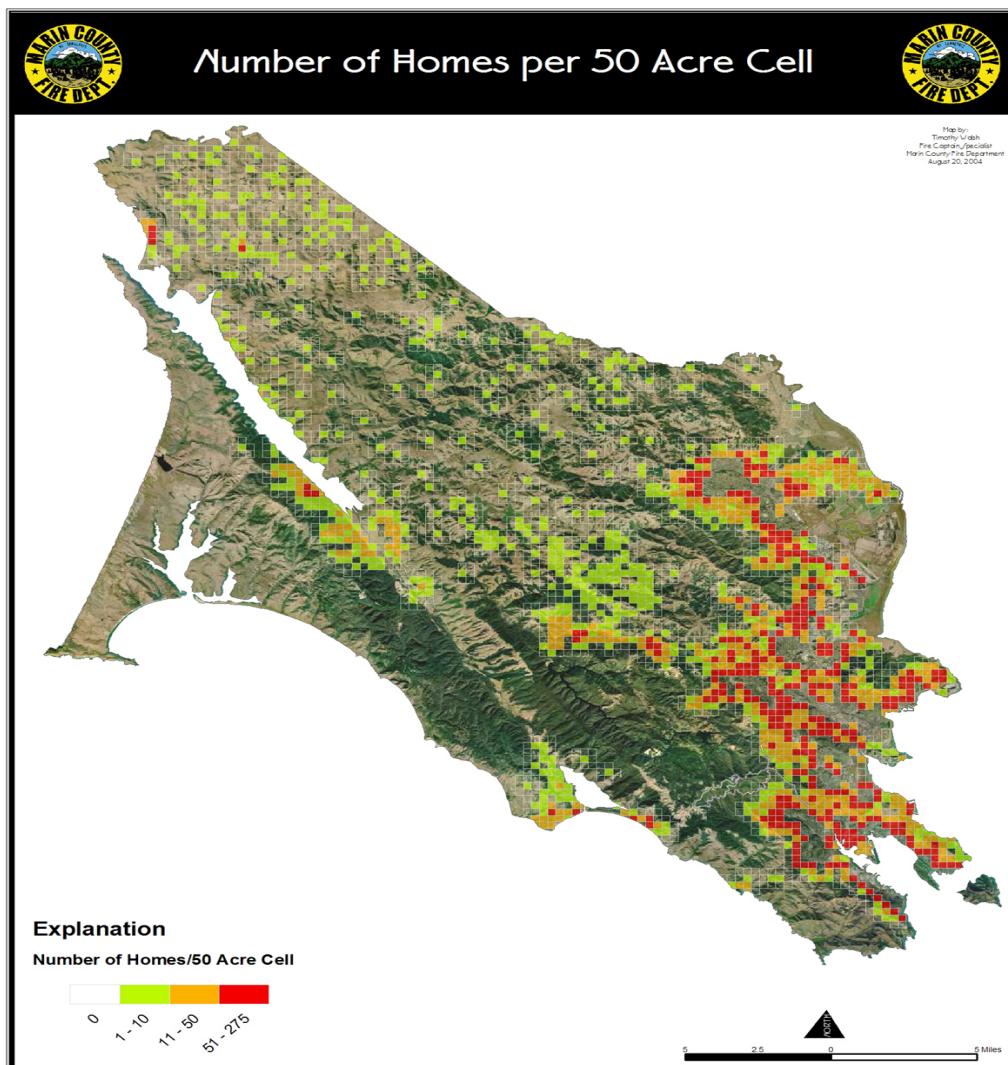 MARIN COUNTY
FIRE DEPT.
Number of Homes per 50 Acre Cell
MARIN COUNTY
FIRE DEPT.
Map by:
Timothy Walsh
Fire Captain/Specialist
Marin County Fire Department
August 20, 2004
Explanation
Number of Homes/50 Acre Cell
0
1 - 10
11 - 50
51 - 275
NORTH
5 2.5 0 5 Miles